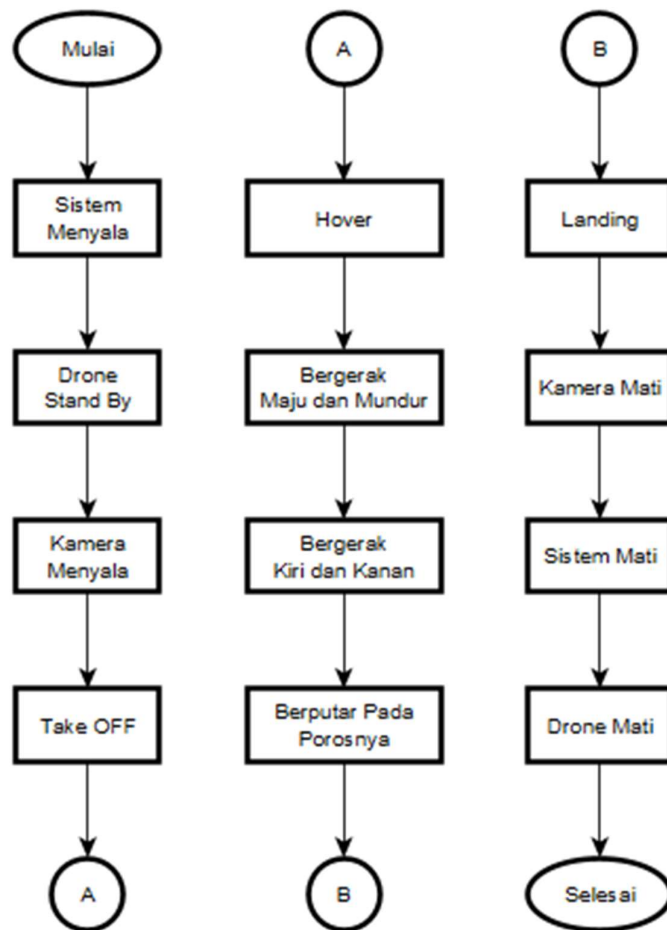 Mulai
Sistem
Menyala
Drone
Stand By
Kamera
Menyala
Take OFF
A
A
Hover
Bergerak
Maju dan Mundur
Bergerak
Kiri dan Kanan
Berputar Pada
Porosnya
B
B
Landing
Kamera Mati
Sistem Mati
Drone Mati
Selesai